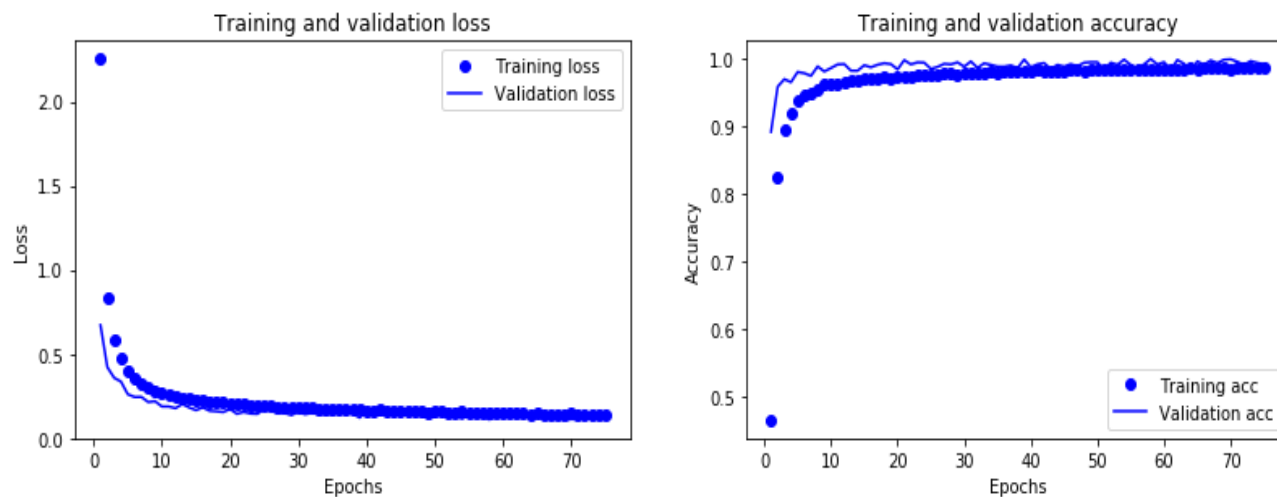 Training and validation loss
Training loss
Validation loss
2.0
1.5
1.0
0.5
0.0
Loss
0 10 20 30 40 50 60 70
Epochs
Training and validation accuracy
1.0
0.9
0.8
0.7
0.6
0.5
Accuracy
Training acc
Validation acc
0 10 20 30 40 50 60 70
Epochs